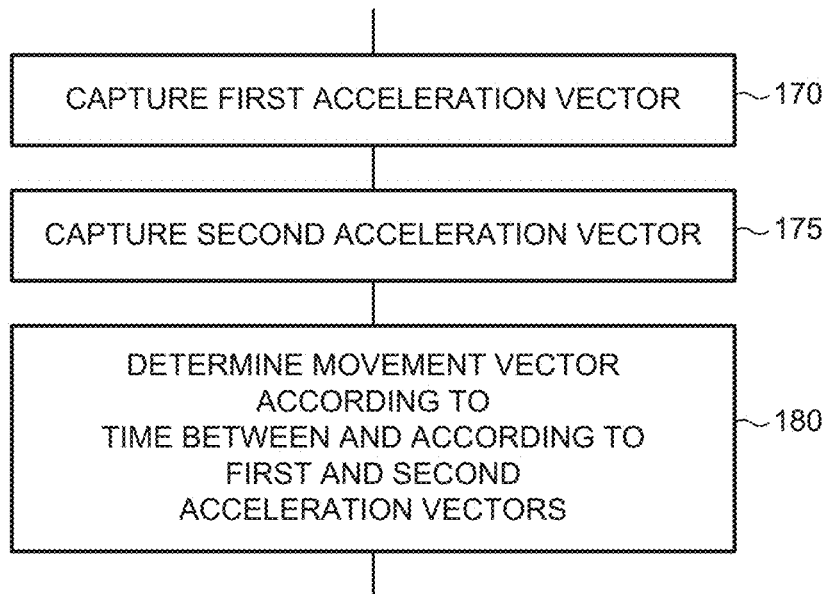 CAPTURE FIRST ACCELERATION VECTOR
170
CAPTURE SECOND ACCELERATION VECTOR
175
DETERMINE MOVEMENT VECTOR
ACCORDING TO
TIME BETWEEN AND ACCORDING TO
FIRST AND SECOND
ACCELERATION VECTORS
180